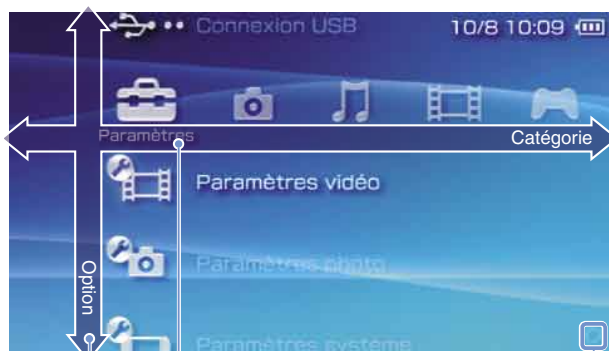 Connexion USB
10/8 10:09
Paramètres
Catégorie
Paramètres vidéo
Paramètres photo
Option
Paramètres système